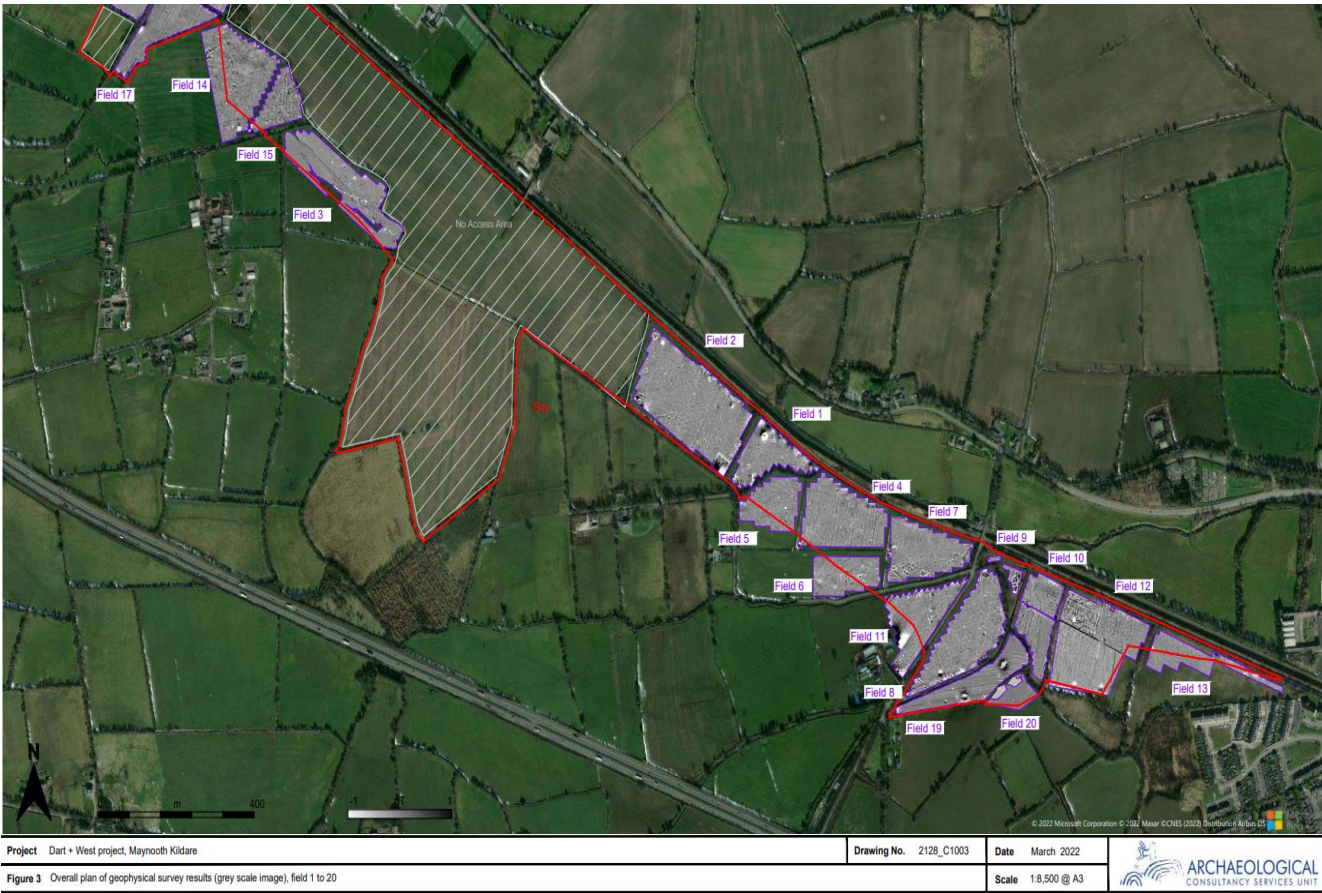 Field 17
Field 14
Field 15
Field 3
No Access Area
Field 2
Site
Field 1
Field 4
Field 7
Field 5
Field 9
Field 10
Field 6
Field 12
Field 11
Field 8
Field 13
Field 19
Field 20
N
m 400
-1 nT 1
© 2022 Microsoft Corporation © 2022 Maxar ©CNES (2022) Distribution Airbus DS
Project Dart + West project, Maynooth Kildare
Drawing No. 2128_C1003
Date March 2022
Figure 3 Overall plan of geophysical survey results (grey scale image), field 1 to 20
Scale 1:8,500 @ A3
ARCHAEOLOGICAL
CONSULTANCY SERVICES UNIT